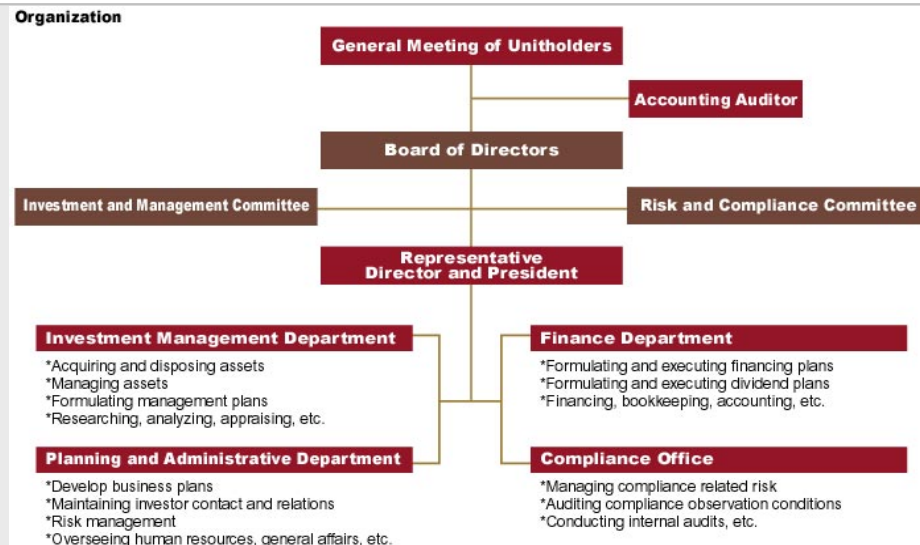 Organization
General Meeting of Unitholders
Accounting Auditor
Board of Directors
Investment and Management Committee
Risk and Compliance Committee
Representative
Director and President
Investment Management Department
*Acquiring and disposing assets
*Managing assets
*Formulating management plans
*Researching, analyzing, appraising, etc.
Finance Department
*Formulating and executing financing plans
*Formulating and executing dividend plans
*Financing, bookkeeping, accounting, etc.
Planning and Administrative Department
*Develop business plans
*Maintaining investor contact and relations
*Risk management
*Overseeing human resources, general affairs, etc.
Compliance Office
*Managing compliance related risk
*Auditing compliance observation conditions
*Conducting internal audits, etc.